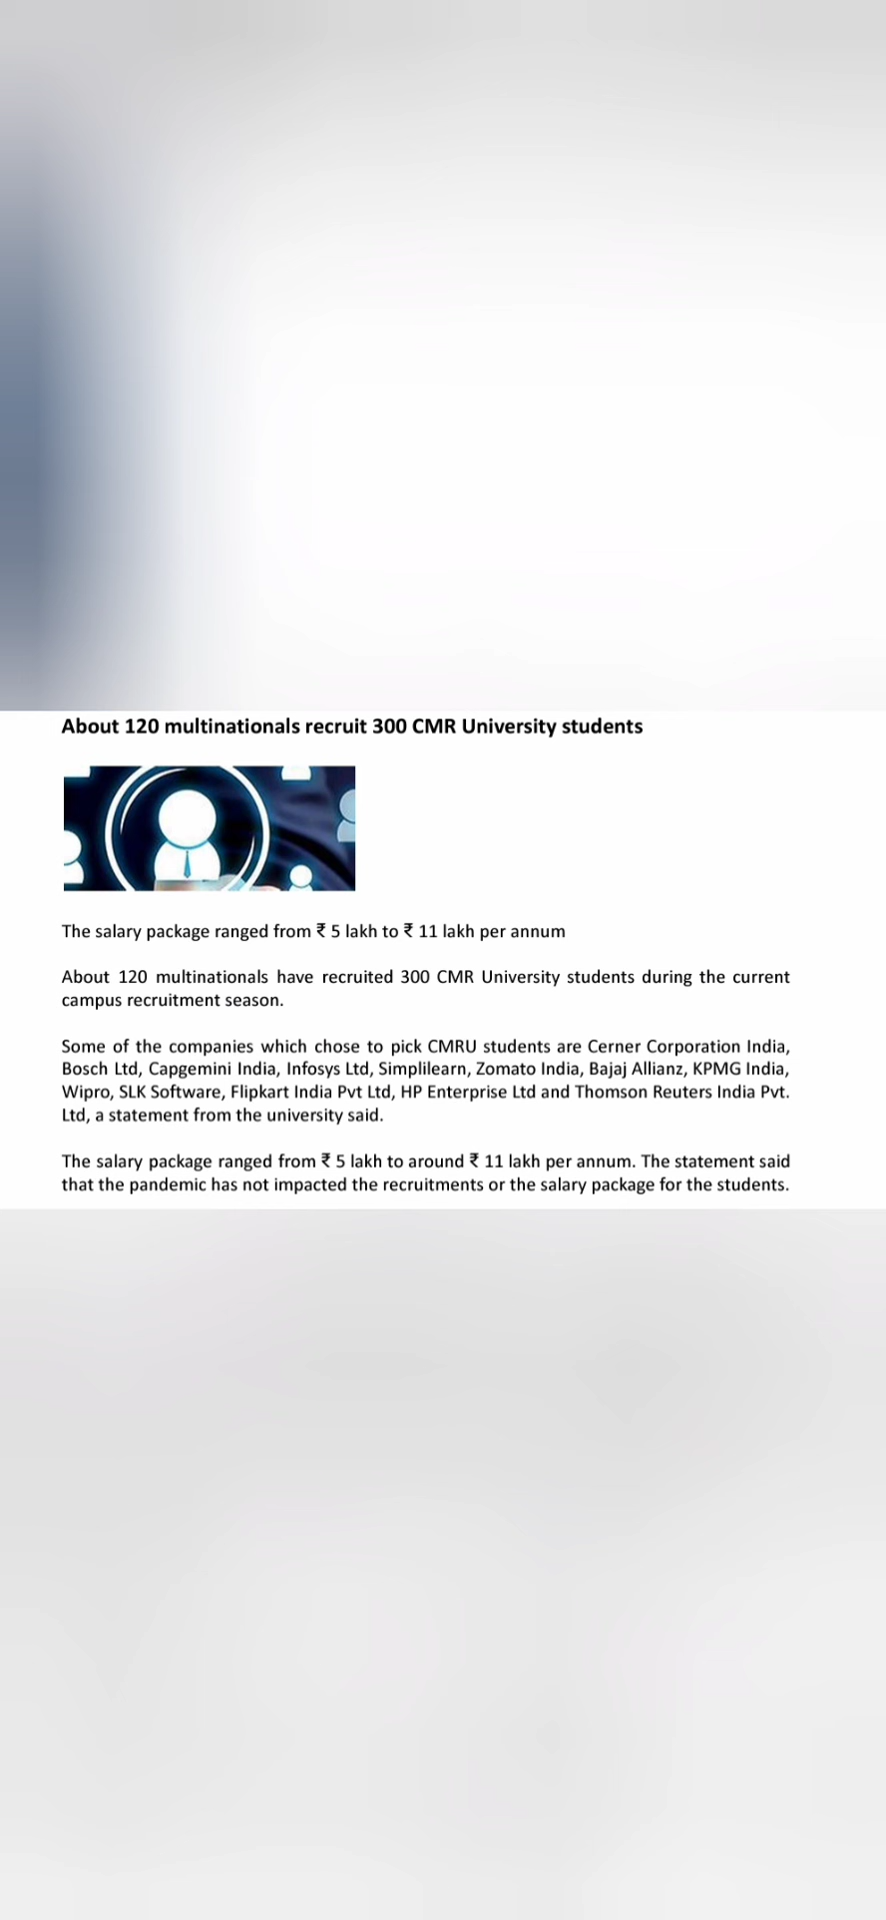 About 120 multinationals recruit 300 CMR University students
The salary package ranged from ₹ 5 lakh to ₹ 11 lakh per annum
About 120 multinationals have recruited 300 CMR University students during the current
campus recruitment season.
Some of the companies which chose to pick CMRU students are Cerner Corporation India,
Bosch Ltd, Capgemini India, Infosys Ltd, Simplilearn, Zomato India, Bajaj Allianz, KPMG India,
Wipro, SLK Software, Flipkart India Pvt Ltd, HP Enterprise Ltd and Thomson Reuters India Pvt.
Ltd, a statement from the university said.
The salary package ranged from ₹ 5 lakh to around ₹ 11 lakh per annum. The statement said
that the pandemic has not impacted the recruitments or the salary package for the students.